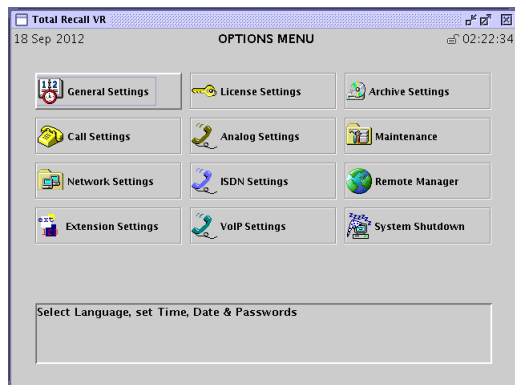 Total Recall VR
18 Sep 2012 OPTIONS MENU 02:22:34
General Settings License Settings Archive Settings
Call Settings Analog Settings Maintenance
Network Settings ISDN Settings Remote Manager
ext
Extension Settings VoIP Settings System Shutdown
Select Language, set Time, Date & Passwords